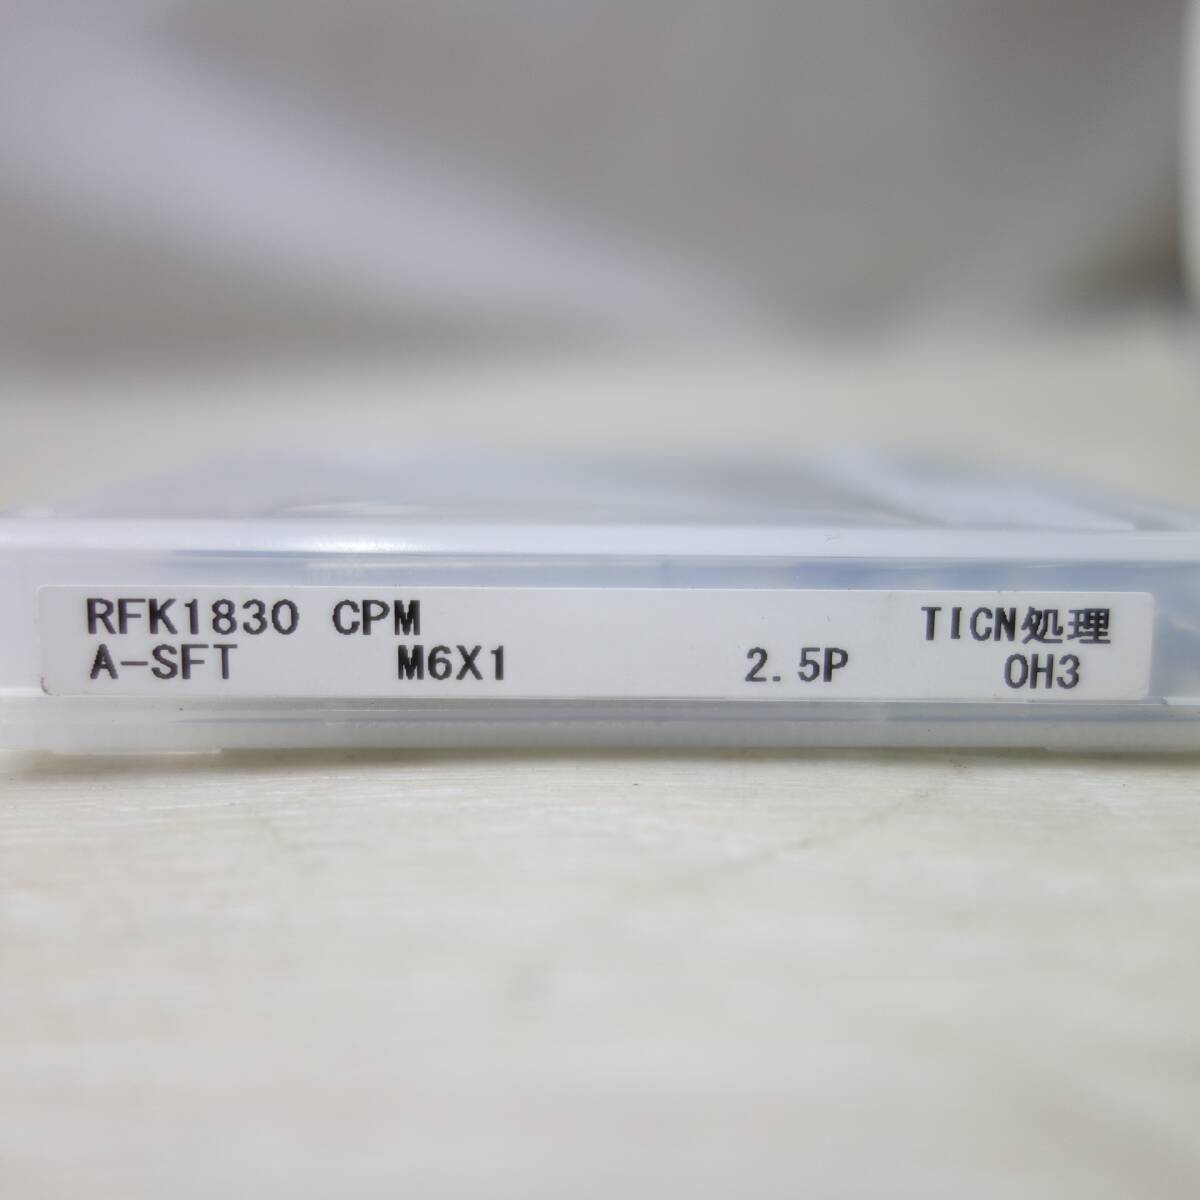 RFK1830 CPM TICN処理
A-SFT M6X1 2.5P OH3